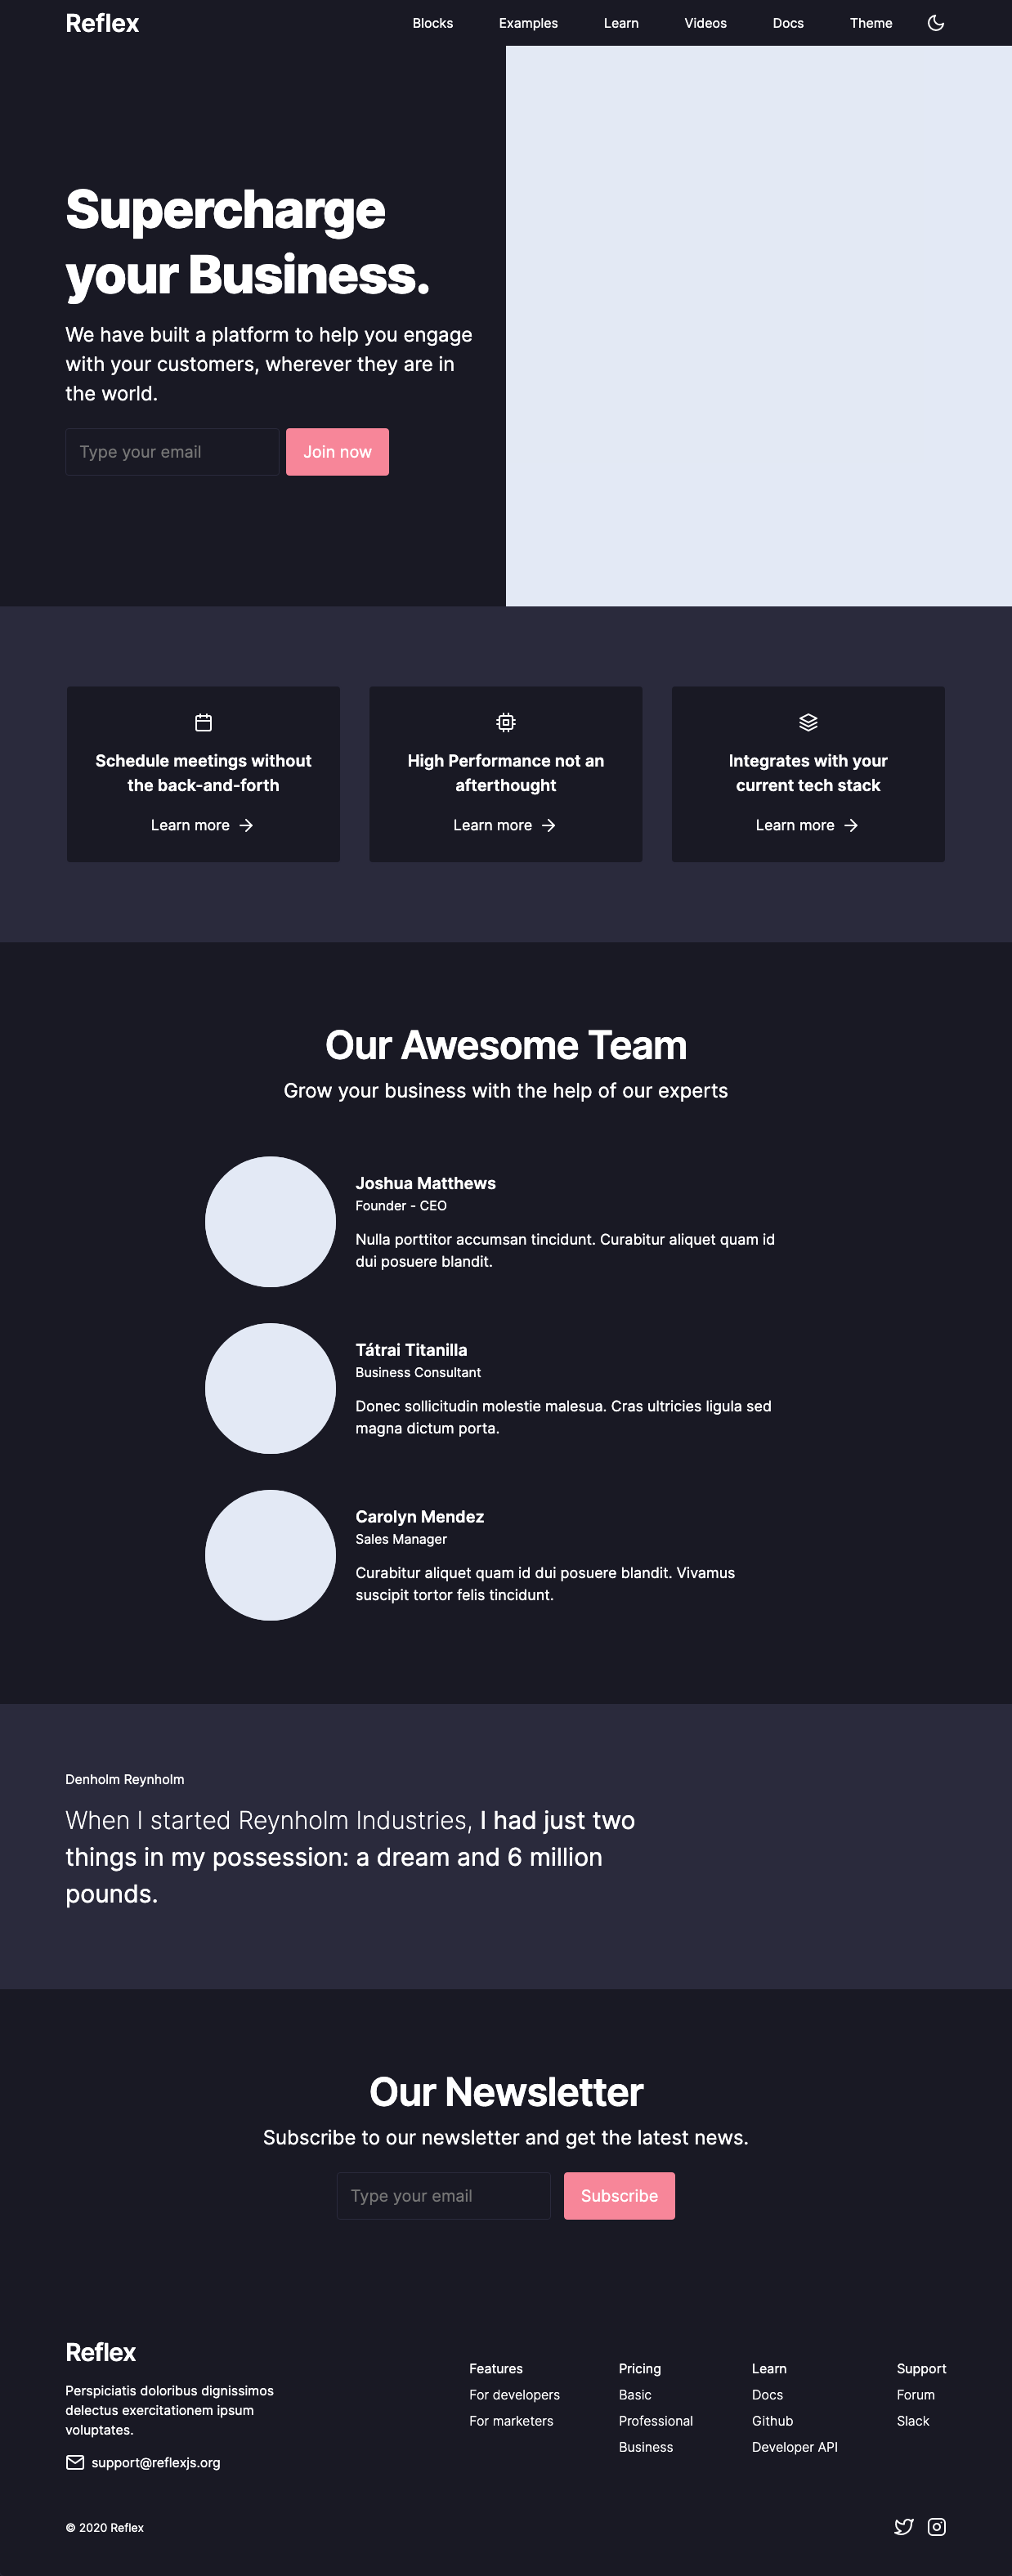 Reflex
Blocks
Examples
Learn
Videos
Docs
Theme
Supercharge
your Business.
We have built a platform to help you engage
with your customers, wherever they are in
the world.
Type your email
Join now
Schedule meetings without
the back-and-forth
Learn more
High Performance not an
afterthought
Learn more
Integrates with your
current tech stack
Learn more
Our Awesome Team
Grow your business with the help of our experts
Joshua Matthews
Founder - CEO
Nulla porttitor accumsan tincidunt. Curabitur aliquet quam id
dui posuere blandit.
Tátrai Titanilla
Business Consultant
Donec sollicitudin molestie malesua. Cras ultricies ligula sed
magna dictum porta.
Carolyn Mendez
Sales Manager
Curabitur aliquet quam id dui posuere blandit. Vivamus
suscipit tortor felis tincidunt.
Denholm Reynholm
When I started Reynholm Industries, I had just two
things in my possession: a dream and 6 million
pounds.
Our Newsletter
Subscribe to our newsletter and get the latest news.
Type your email
Subscribe
Reflex
Perspiciatis doloribus dignissimos
delectus exercitationem ipsum
voluptates.
support@reflexjs.org
Features
For developers
For marketers
Pricing
Basic
Professional
Business
Learn
Docs
Github
Developer API
Support
Forum
Slack
© 2020 Reflex